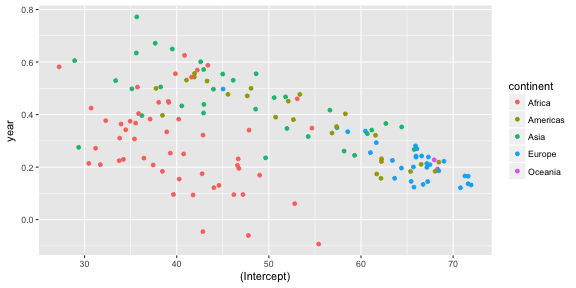 0.8
0.6
0.4
0.2
0.0
year
30
40
50
60
70
(Intercept)
continent
Africa
Americas
Asia
Europe
Oceania